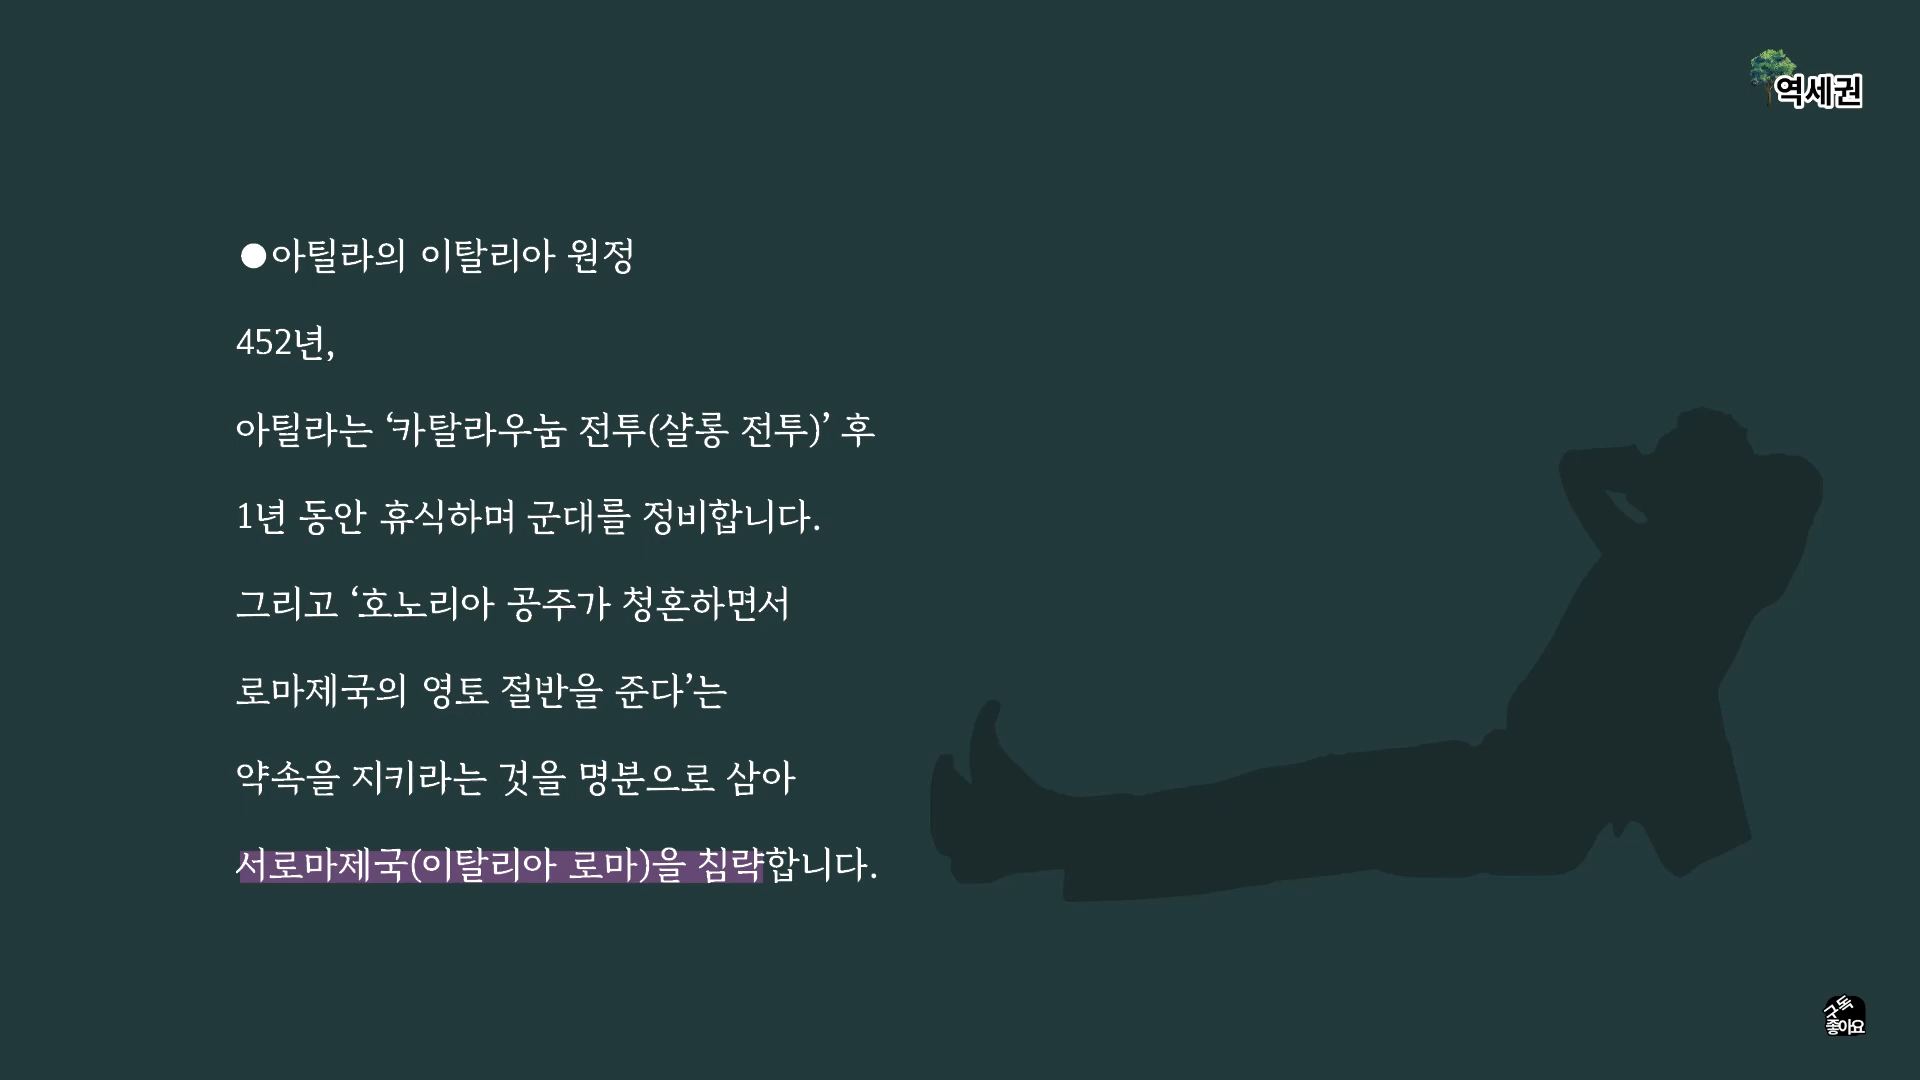 역세권
●아틸라의 이탈리아 원정
452년,
아틸라는 ‘카탈라우눔 전투(샬롱 전투)’ 후
1년 동안 휴식하며 군대를 정비합니다.
그리고 ‘호노리아 공주가 청혼하면서
로마제국의 영토 절반을 준다’는
약속을 지키라는 것을 명분으로 삼아
서로마제국(이탈리아 로마)을 침략합니다.
구독
좋아요